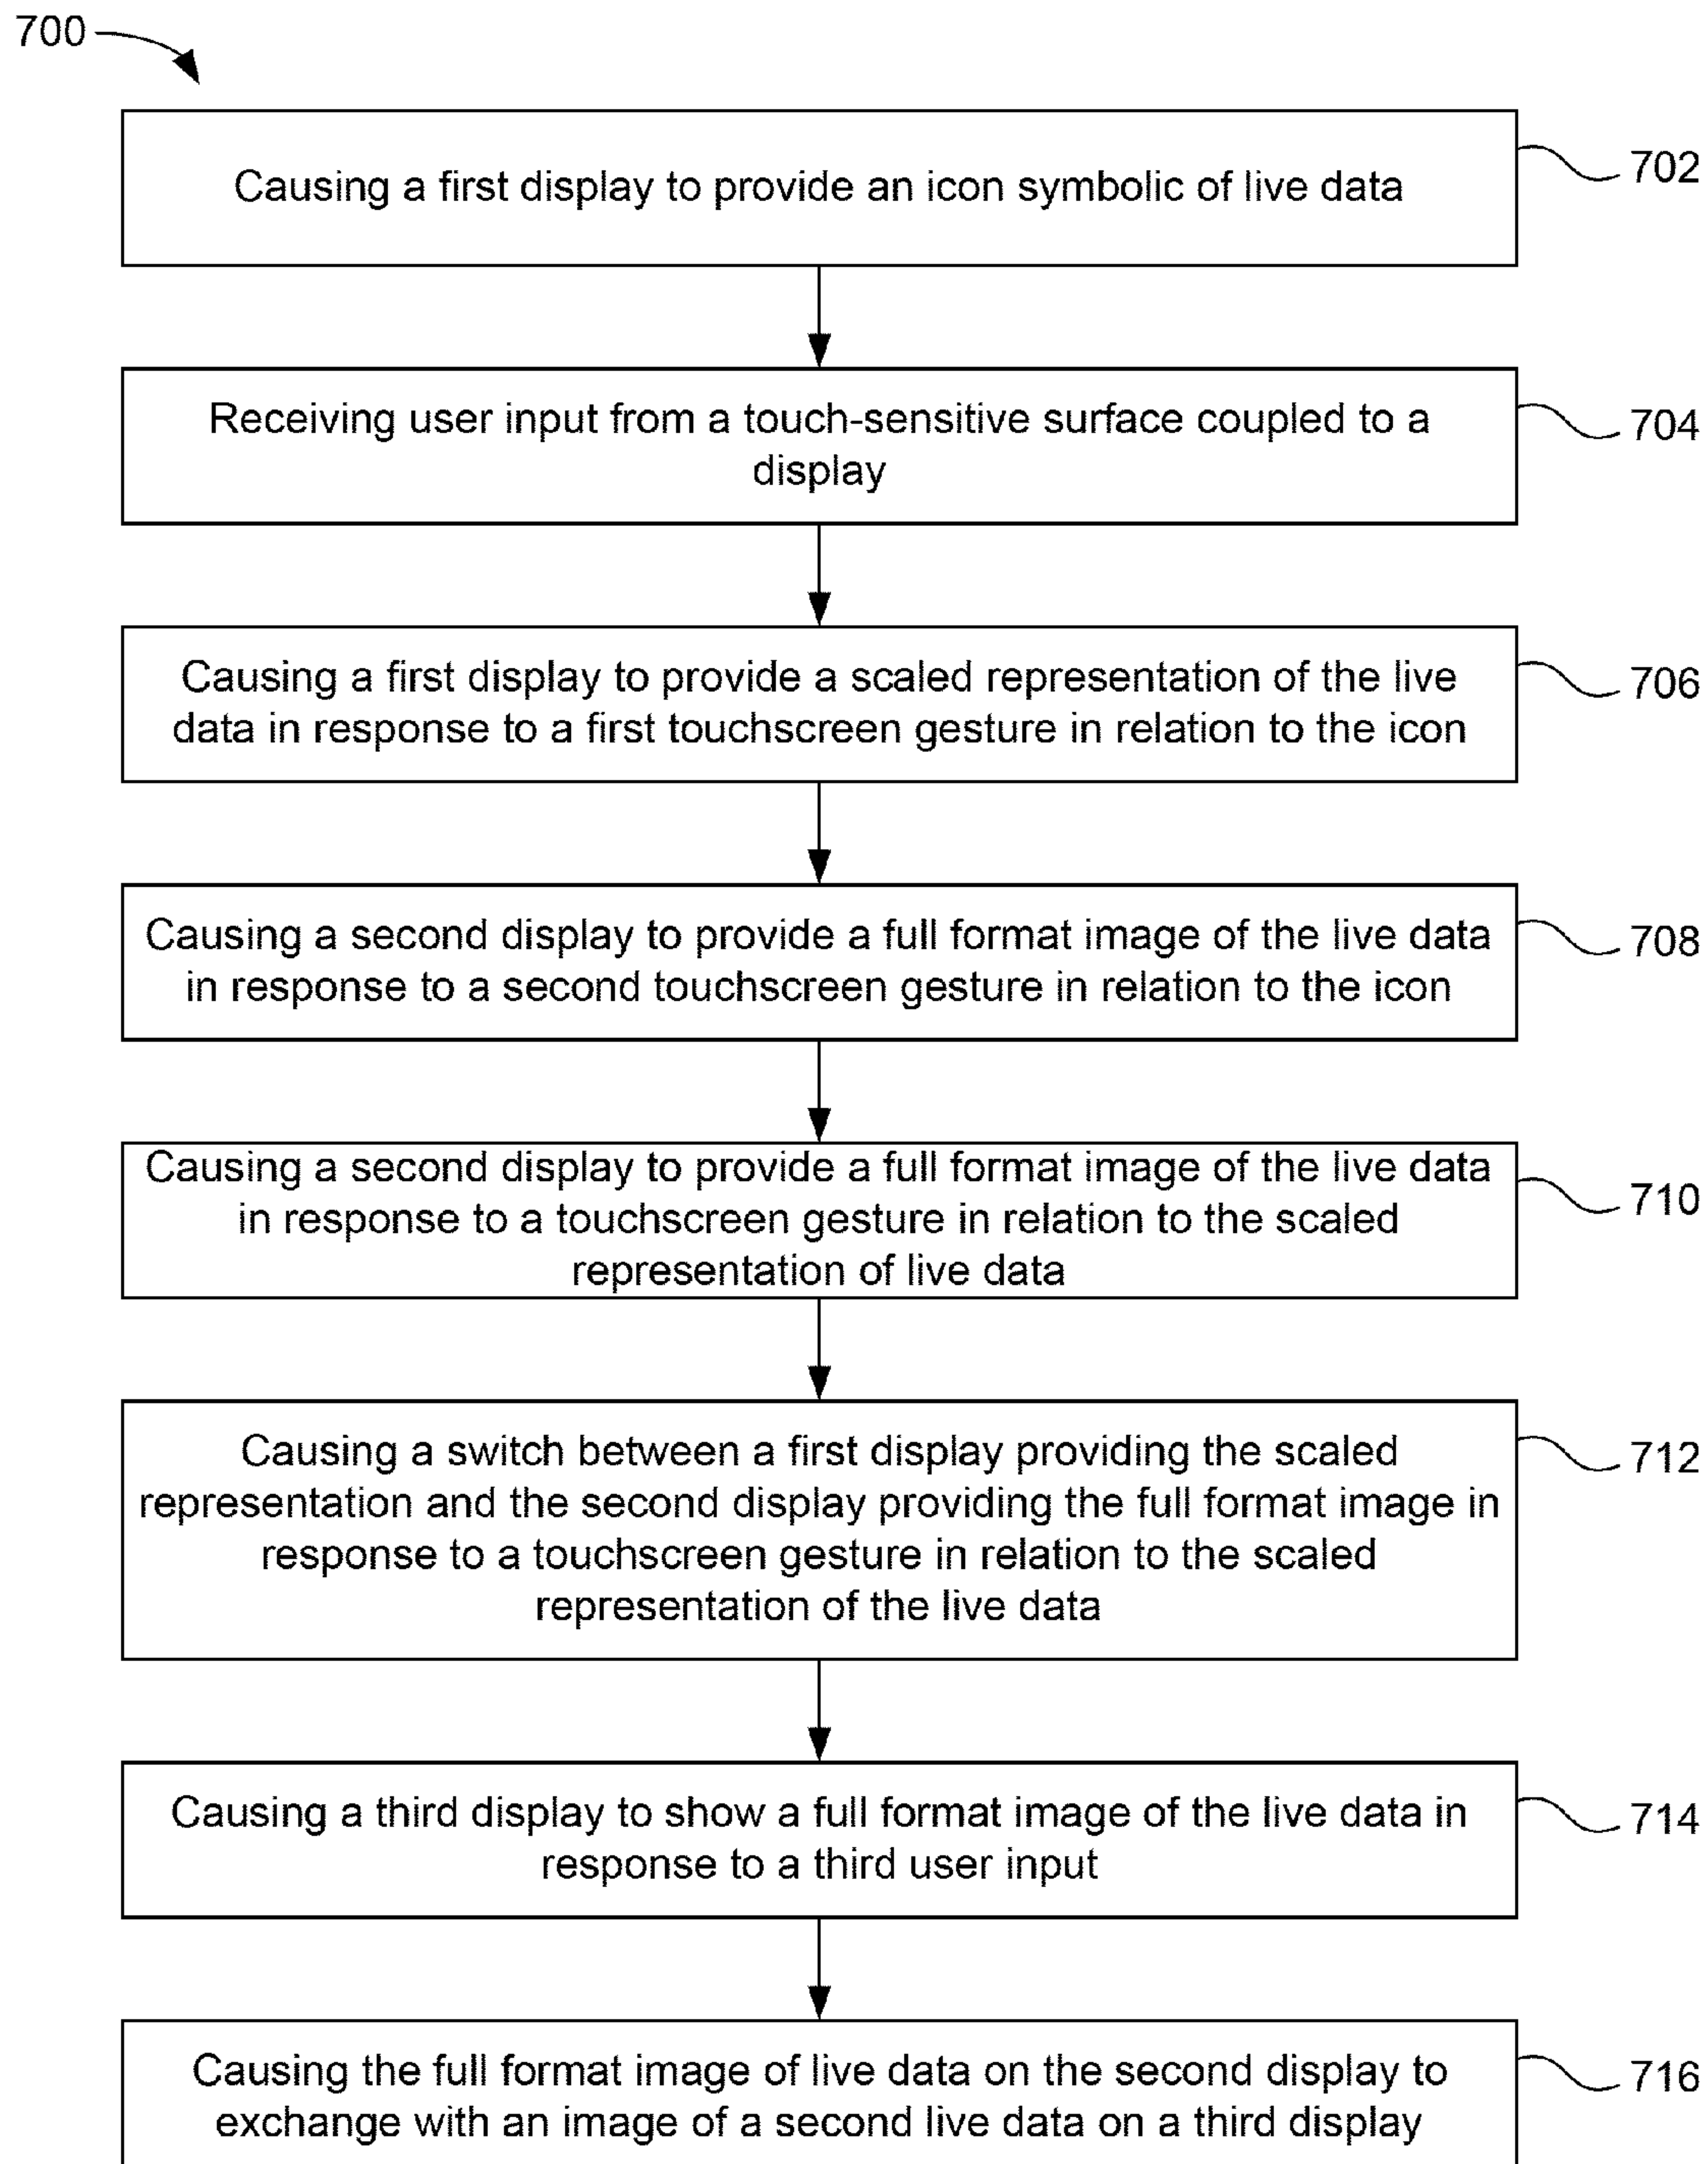 700
Causing a first display to provide an icon symbolic of live data
702
Receiving user input from a touch-sensitive surface coupled to a
display
704
Causing a first display to provide a scaled representation of the live
data in response to a first touchscreen gesture in relation to the icon
706
Causing a second display to provide a full format image of the live data
in response to a second touchscreen gesture in relation to the icon
708
Causing a second display to provide a full format image of the live data
in response to a touchscreen gesture in relation to the scaled
representation of live data
710
Causing a switch between a first display providing the scaled
representation and the second display providing the full format image in
response to a touchscreen gesture in relation to the scaled
representation of the live data
712
Causing a third display to show a full format image of the live data in
response to a third user input
714
Causing the full format image of live data on the second display to
exchange with an image of a second live data on a third display
716